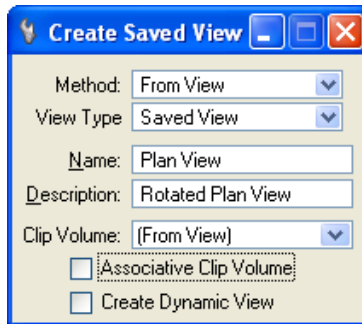 Create Saved View
Method: From View
View Type Saved View
Name: Plan View
Description: Rotated Plan View
Clip Volume: (From View)
Associative Clip Volume
Create Dynamic View